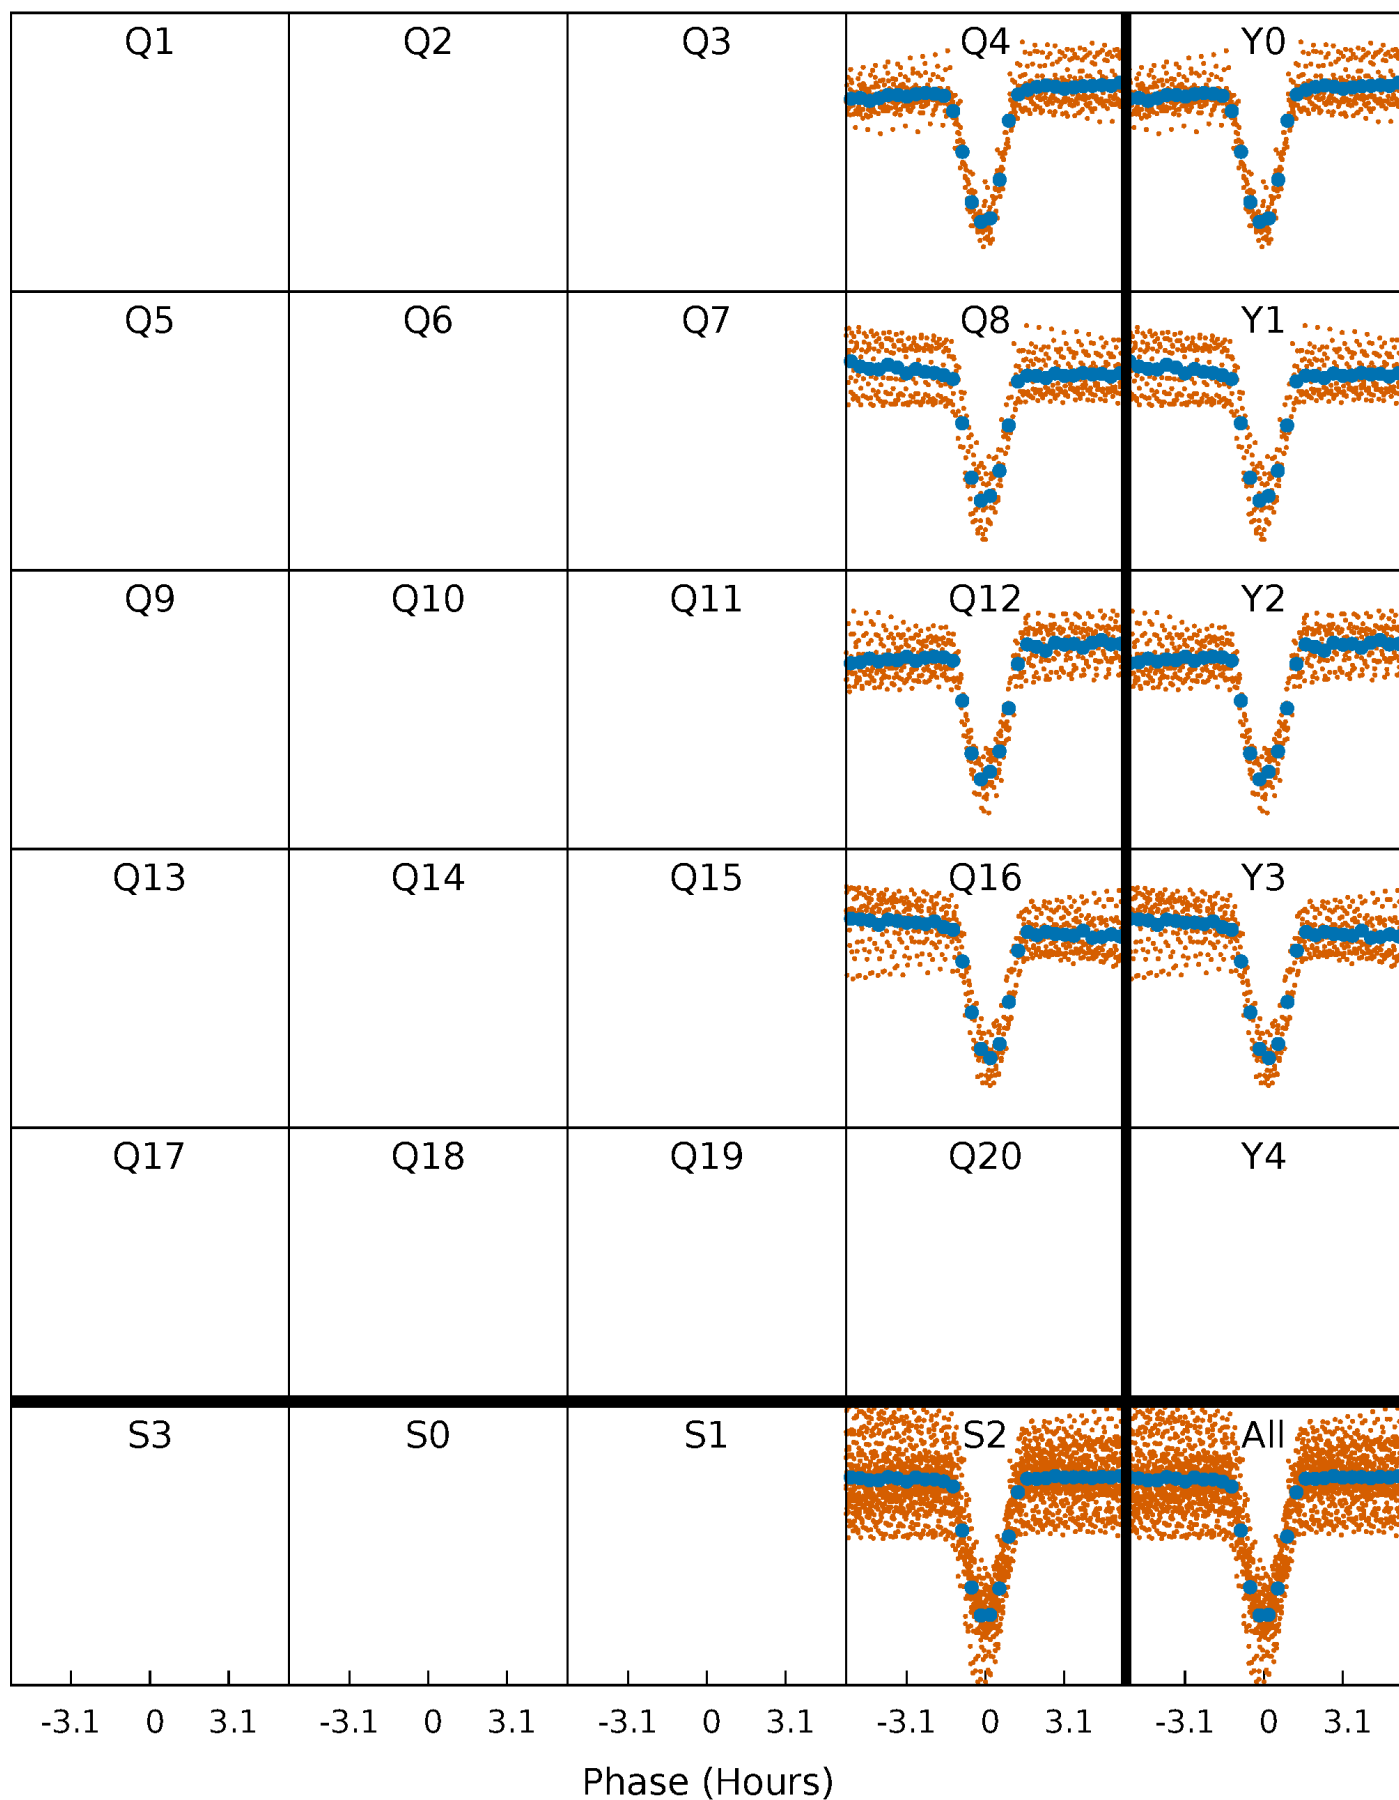 Q1 Q2 Q3 Q4 Y0
Q5 Q6 Q7 Q8 Y1
Q9 Q10 Q11 Q12 Y2
Q13 Q14 Q15 Q16 Y3
Q17 Q18 Q19 Q20 Y4
S3 S0 S1 S2 All
-3.1 0 3.1 -3.1 0 3.1 -3.1 0 3.1 -3.1 0 3.1 -3.1 0 3.1
Phase (Hours)